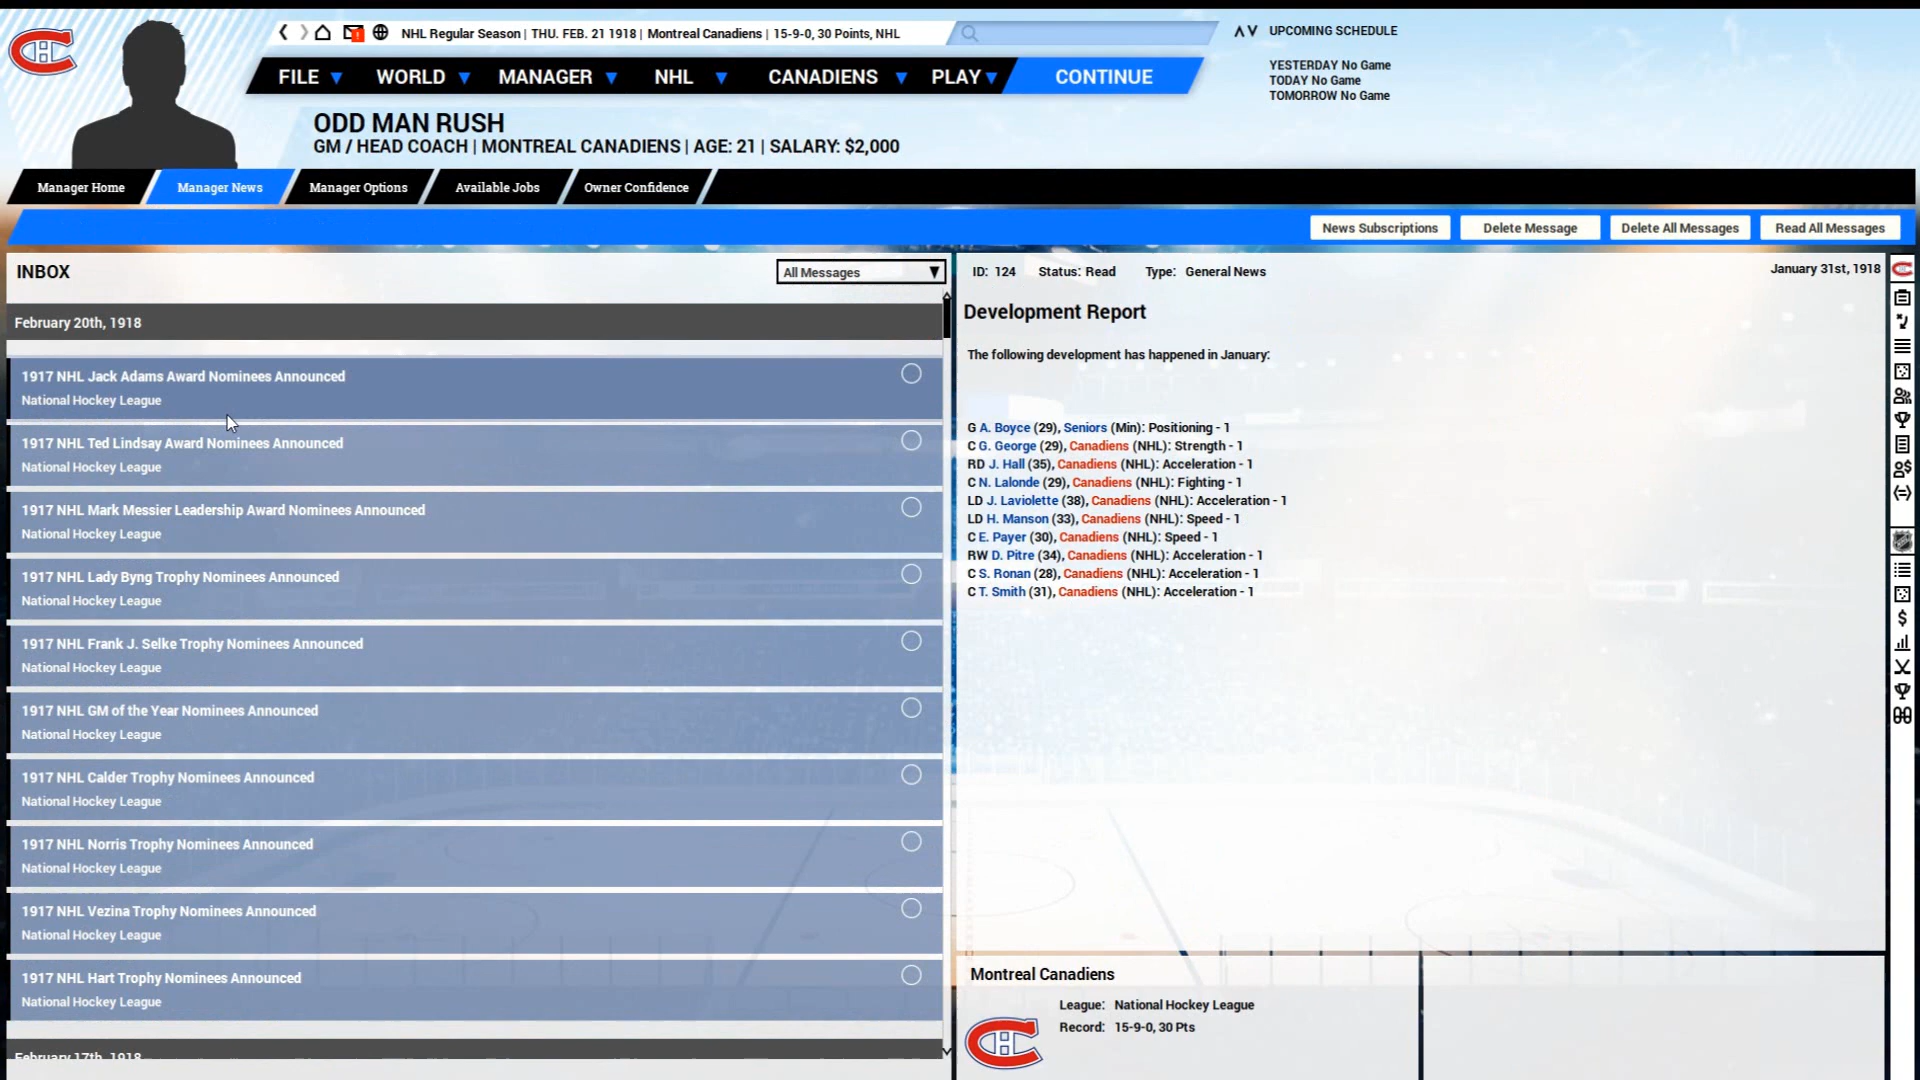 NHL Regular Season | THU. FEB. 21 1918 | Montreal Canadiens | 15-9-0, 30 Points, NHL
UPCOMING SCHEDULE
YESTERDAY No Game
TODAY No Game
TOMORROW No Game
FILE
WORLD
MANAGER
NHL
CANADIENS
PLAY
CONTINUE
ODD MAN RUSH
GM / HEAD COACH | MONTREAL CANADIENS | AGE: 21 | SALARY: $2,000
Manager Home
Manager News
Manager Options
Available Jobs
Owner Confidence
News Subscriptions
Delete Message
Delete All Messages
Read All Messages
INBOX
All Messages
February 20th, 1918
1917 NHL Jack Adams Award Nominees Announced
National Hockey League
1917 NHL Ted Lindsay Award Nominees Announced
National Hockey League
1917 NHL Mark Messier Leadership Award Nominees Announced
National Hockey League
1917 NHL Lady Byng Trophy Nominees Announced
National Hockey League
1917 NHL Frank J. Selke Trophy Nominees Announced
National Hockey League
1917 NHL GM of the Year Nominees Announced
National Hockey League
1917 NHL Calder Trophy Nominees Announced
National Hockey League
1917 NHL Norris Trophy Nominees Announced
National Hockey League
1917 NHL Vezina Trophy Nominees Announced
National Hockey League
1917 NHL Hart Trophy Nominees Announced
National Hockey League
February 17th, 1918
ID: 124 Status: Read Type: General News
January 31st, 1918
Development Report
The following development has happened in January:
G A. Boyce (29), Seniors (Min): Positioning - 1
C G. George (29), Canadiens (NHL): Strength - 1
RD J. Hall (35), Canadiens (NHL): Acceleration - 1
C N. Lalonde (29), Canadiens (NHL): Fighting - 1
LD J. Laviolette (38), Canadiens (NHL): Acceleration - 1
LD H. Manson (33), Canadiens (NHL): Speed - 1
C E. Payer (30), Canadiens (NHL): Speed - 1
RW D. Pitre (34), Canadiens (NHL): Acceleration - 1
C S. Ronan (28), Canadiens (NHL): Acceleration - 1
C T. Smith (31), Canadiens (NHL): Acceleration - 1
Montreal Canadiens
League: National Hockey League
Record: 15-9-0, 30 Pts